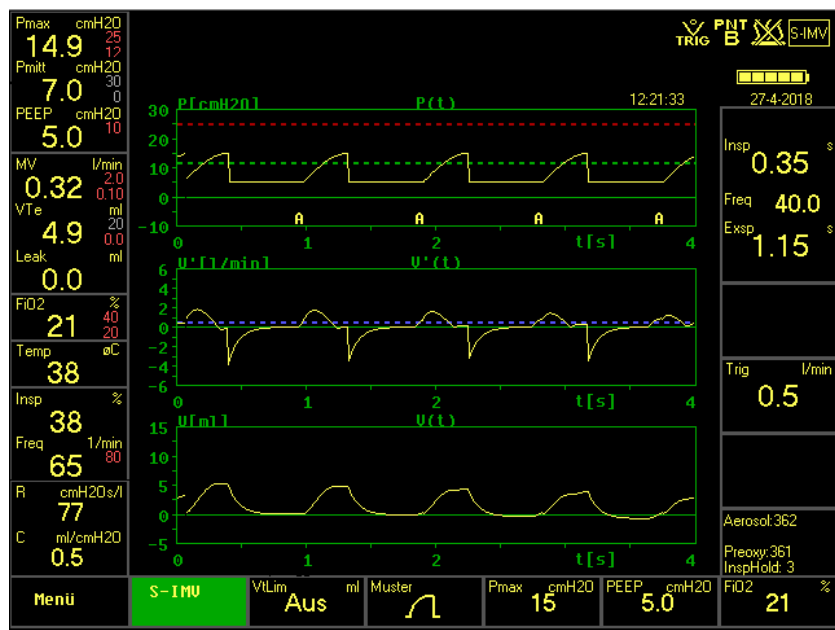 Pmax cmH2O
14.9 25 12
Pmitt cmH2O
7.0 30 0
PEEP cmH2O
5.0 10
MV l/min
0.32 2.0 0.10
VTe ml
4.9 20 0.0
Leak ml
0.0
FiO2 %
21 40 20
Temp øC
38
Insp %
38
Freq 1/min
65 80
R cmH2Os/l
77
C ml/cmH2O
0.5
TRIG PNT B S-IMV
12:21:33 27-4-2018
P[cmH2O] P(t)
30
20
10
0
-10
A A A A
0 1 2 t[s] 4
V'[l/min] V'(t)
6
4
2
0
-2
-4
-6
0 1 2 t[s] 4
V[ml] V(t)
15
10
5
0
-5
0 1 2 t[s] 4
Insp s
0.35
Freq 40.0
Exsp s
1.15
Trig l/min
0.5
Aerosol:362
Preoxy:361
InspHold: 3
Menü
S-IMV
VtLim ml
Aus
Muster
Pmax cmH2O
15
PEEP cmH2O
5.0
FiO2 %
21